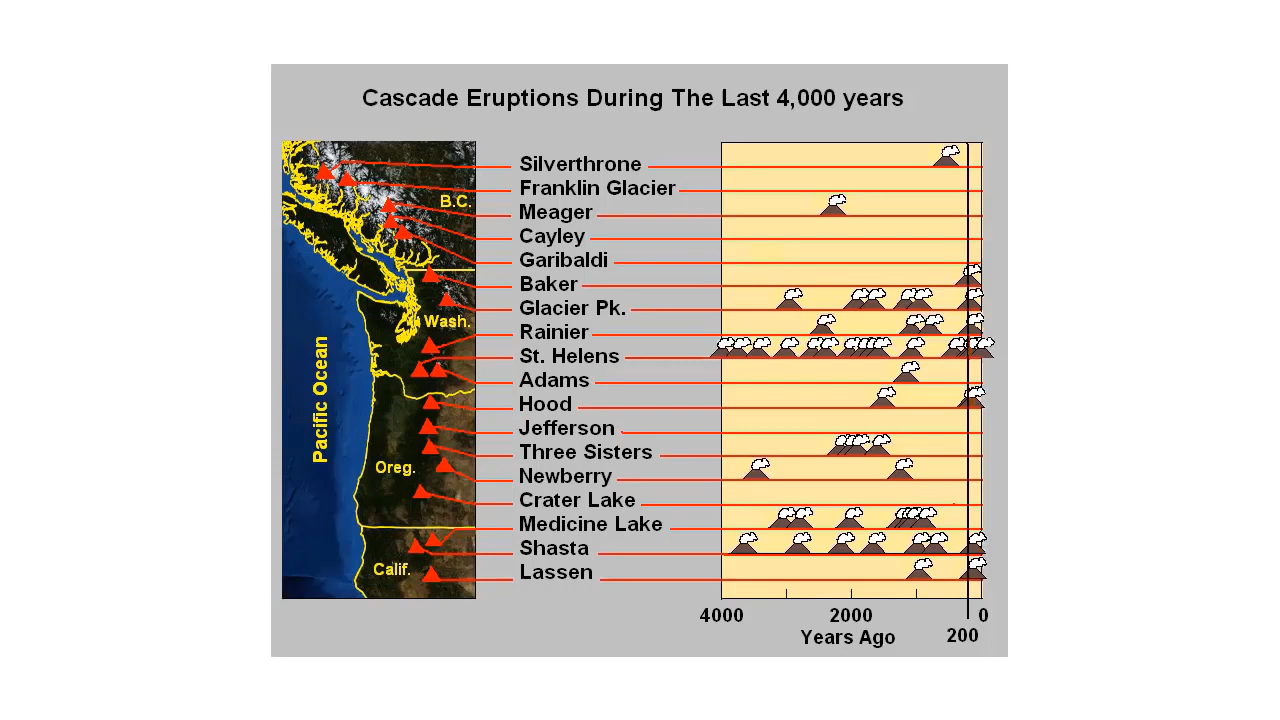 Cascade Eruptions During The Last 4,000 years
Silverthrone
Franklin Glacier
B.C.
Meager
Cayley
Garibaldi
Baker
Glacier Pk.
Wash.
Rainier
St. Helens
Pacific Ocean
Adams
Hood
Jefferson
Three Sisters
Oreg.
Newberry
Crater Lake
Medicine Lake
Shasta
Calif.
Lassen
4000 2000 0
Years Ago 200